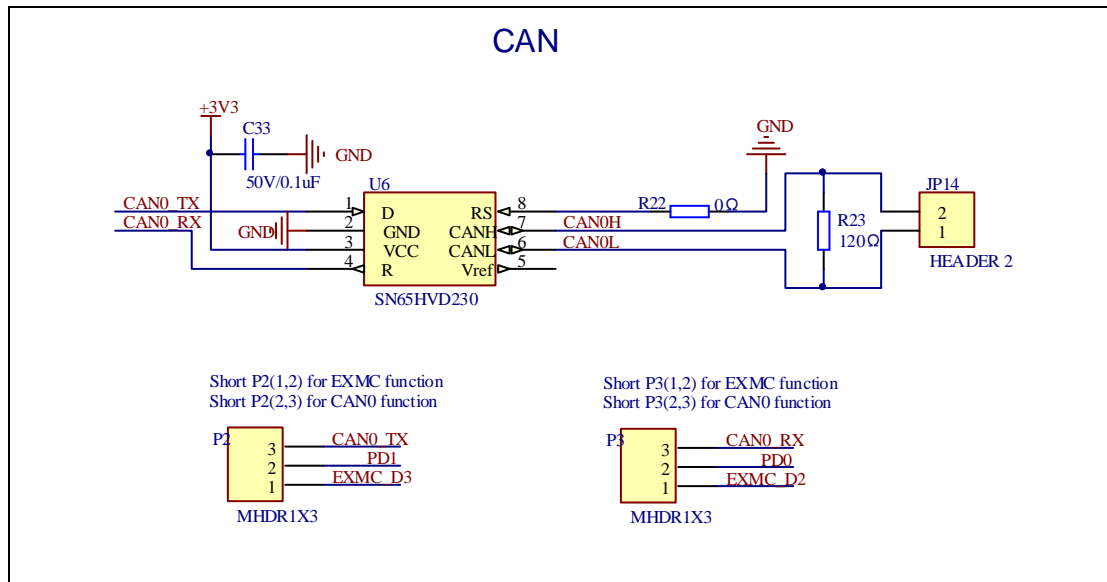 CAN
+3V3
C33
GND
50V/0.1uF
GND
U6
CAN0_TX
CAN0_RX
GND
1
2
3
4
D
GND
VCC
R
RS
CANH
CANL
Vref
8
7
6
5
SN65HVD230
R22
0Ω
CAN0H
CAN0L
R23
120Ω
JP14
2
1
HEADER 2
Short P2(1,2) for EXMC function
Short P2(2,3) for CAN0 function
P2
3 CAN0_TX
2 PD1
1 EXMC_D3
MHDR1X3
Short P3(1,2) for EXMC function
Short P3(2,3) for CAN0 function
P3
3 CAN0_RX
2 PD0
1 EXMC_D2
MHDR1X3